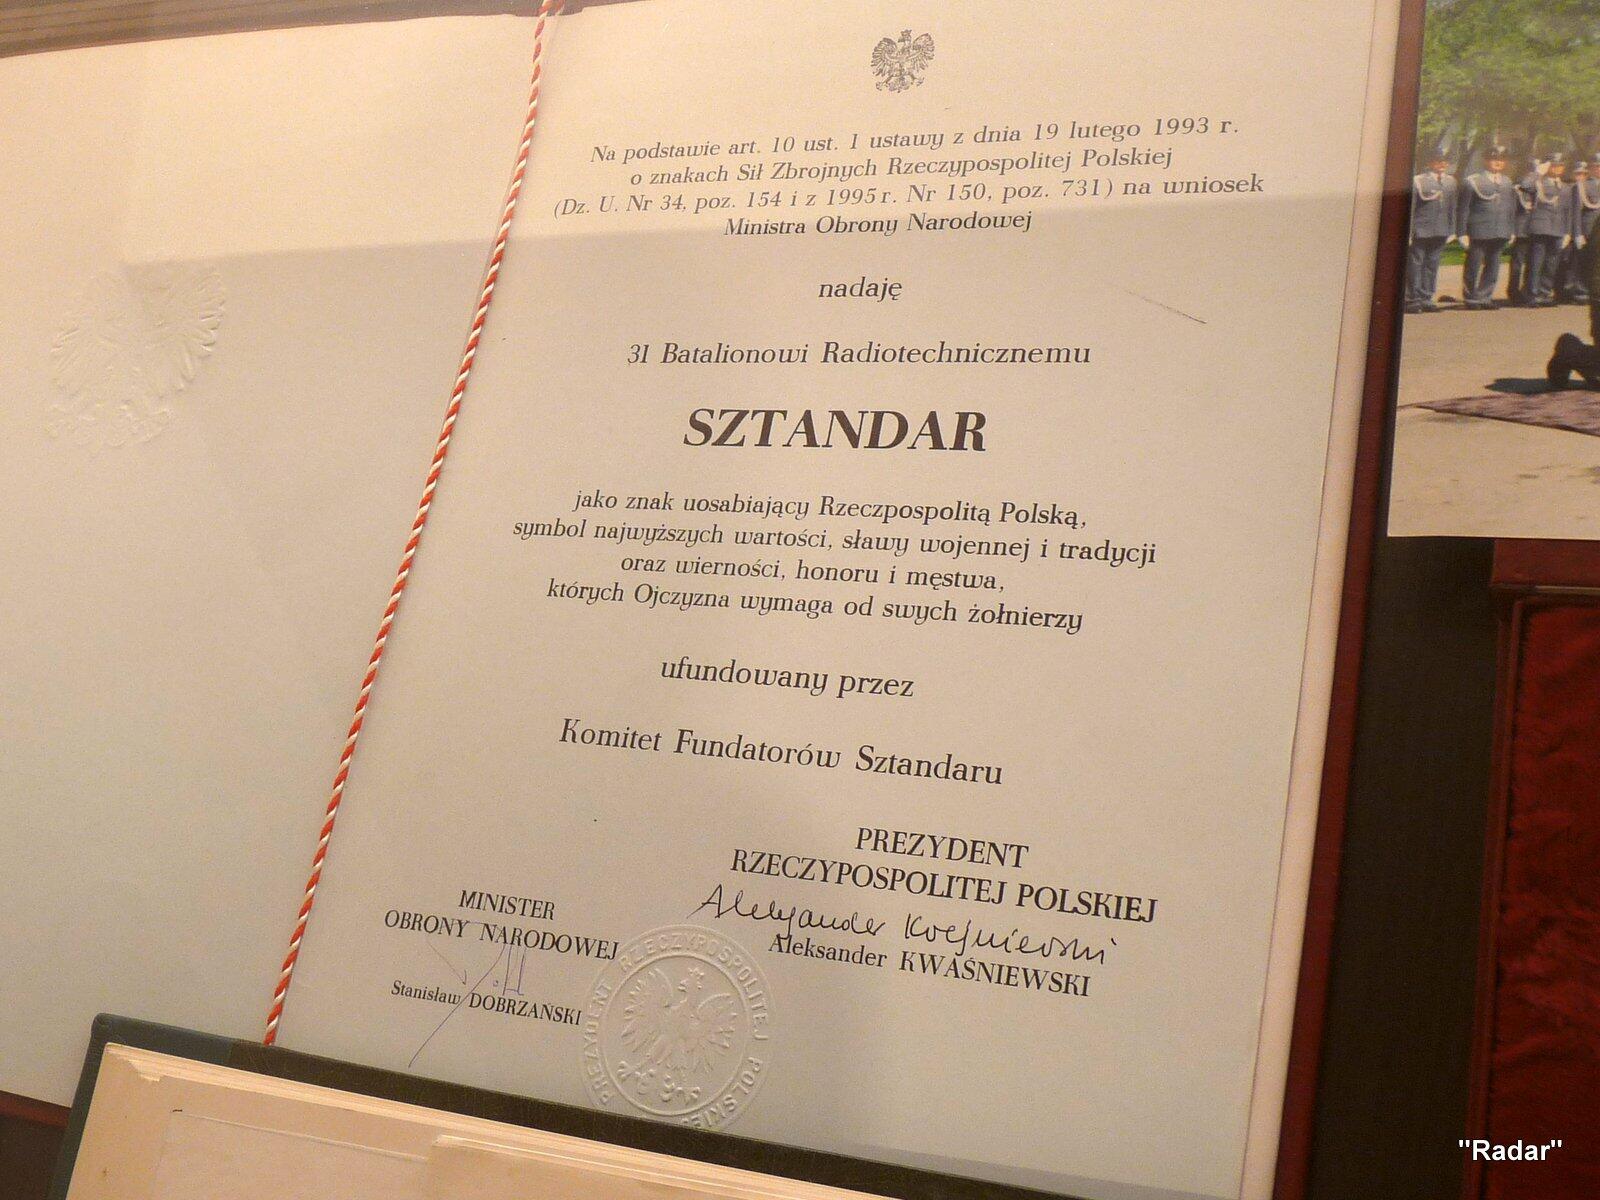 Na podstawie art. 10 ust. 1 ustawy z dnia 19 lutego 1993 r.
o znakach Sił Zbrojnych Rzeczypospolitej Polskiej
(Dz. U. Nr 34, poz. 154 i z 1995 r. Nr 150, poz. 731) na wniosek
Ministra Obrony Narodowej
nadaję
31 Batalionowi Radiotechnicznemu
SZTANDAR
jako znak uosabiający Rzeczpospolitą Polską,
symbol najwyższych wartości, sławy wojennej i tradycji
oraz wierności, honoru i męstwa,
których Ojczyzna wymaga od swych żołnierzy
ufundowany przez
Komitet Fundatorów Sztandaru
PREZYDENT
RZECZYPOSPOLITEJ POLSKIEJ
Aleksander Kwaśniewski
Aleksander KWAŚNIEWSKI
MINISTER
OBRONY NARODOWEJ
Stanisław DOBRZAŃSKI
PREZYDENT RZECZYPOSPOLITEJ POLSKIEJ
"Radar"